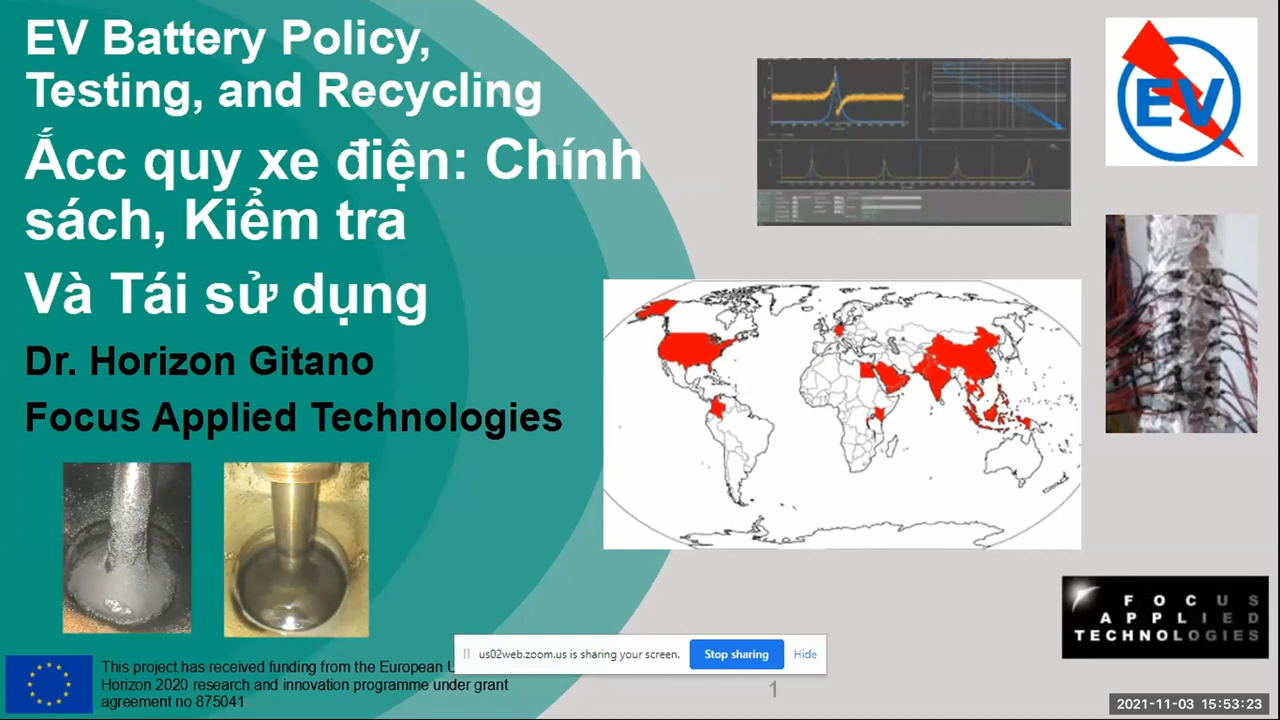 EV Battery Policy,
Testing, and Recycling
Ắcc quy xe điện: Chính
sách, Kiểm tra
Và Tái sử dụng
Dr. Horizon Gitano
Focus Applied Technologies
EV
FOCUS
APPLIED
TECHNOLOGIES
This project has received funding from the European
Horizon 2020 research and innovation programme under grant
agreement no 875041
us02web.zoom.us is sharing your screen.
Stop sharing
Hide
1
2021-11-03 15:53:23